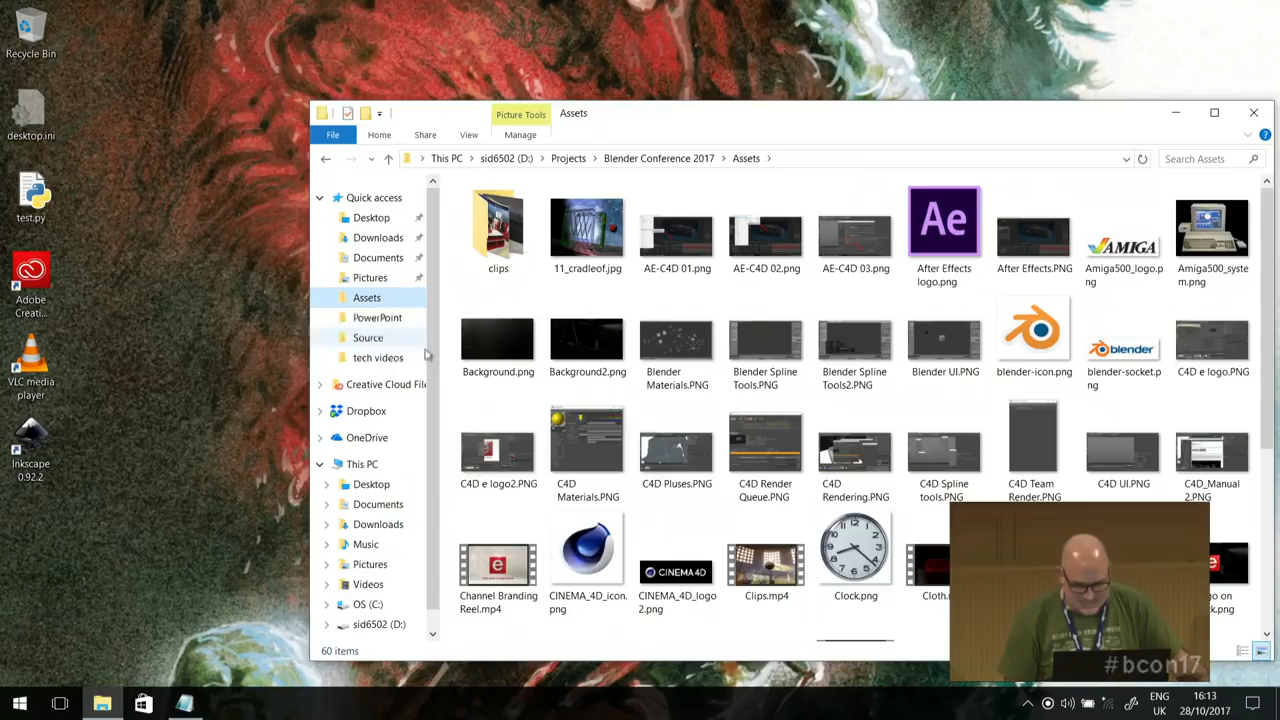 Recycle Bin
desktop.ini
test.py
Adobe
Creati...
VLC media
player
Inkscape
0.92.2
Picture Tools
Assets
File
Home
Share
View
Manage
This PC
sid6502 (D:)
Projects
Blender Conference 2017
Assets
Search Assets
Quick access
Desktop
Downloads
Documents
Pictures
Assets
PowerPoint
Source
tech videos
Creative Cloud File
Dropbox
OneDrive
This PC
Desktop
Documents
Downloads
Music
Pictures
Videos
OS (C:)
sid6502 (D:)
clips
11_cradleof.jpg
AE-C4D 01.png
AE-C4D 02.png
AE-C4D 03.png
Ae
After Effects
logo.png
After Effects.PNG
AMIGA
Amiga500_logo.p
ng
Amiga500_syste
m.png
Background.png
Background2.png
Blender
Materials.PNG
Blender Spline
Tools.PNG
Blender Spline
Tools2.PNG
Blender UI.PNG
blender-icon.png
blender
blender-socket.p
ng
C4D e logo.PNG
C4D e logo2.PNG
C4D
Materials.PNG
C4D Pluses.PNG
C4D Render
Queue.PNG
C4D
Rendering.PNG
C4D Spline
tools.PNG
C4D Team
Render.PNG
C4D UI.PNG
C4D_Manual
2.PNG
e
Channel Branding
Reel.mp4
CINEMA_4D_icon.
png
CINEMA 4D
CINEMA_4D_logo
2.png
Clips.mp4
Clock.png
Cloth.m
e
logo on
ck.png
60 items
#bcon17
ENG
UK
16:13
28/10/2017